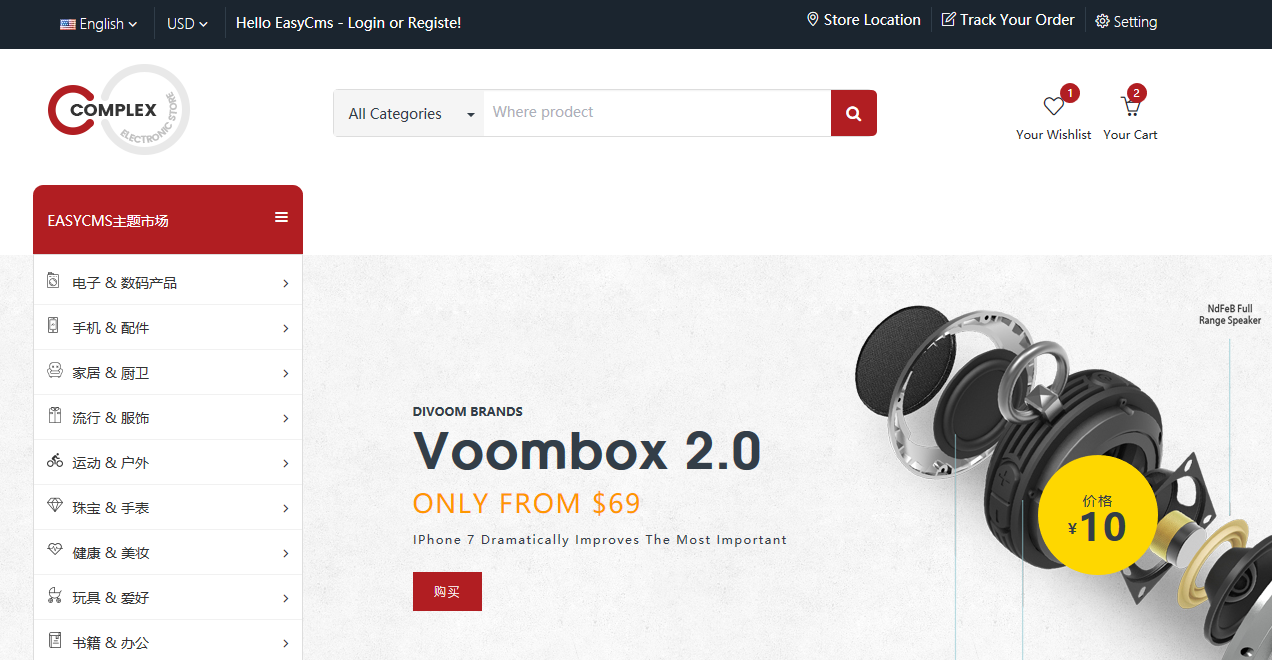 English
USD
Hello EasyCms - Login or Registe!
Store Location
Track Your Order
Setting
COMPLEX
ELECTRONIC STORE
All Categories
Where prodect
1
2
Your Wishlist
Your Cart
EASYCMS主题市场
电子 & 数码产品
手机 & 配件
家居 & 厨卫
流行 & 服饰
运动 & 户外
珠宝 & 手表
健康 & 美妆
玩具 & 爱好
书籍 & 办公
DIVOOM BRANDS
Voombox 2.0
ONLY FROM $69
IPhone 7 Dramatically Improves The Most Important
购买
NdFeB Full
Range Speaker
价格
¥10